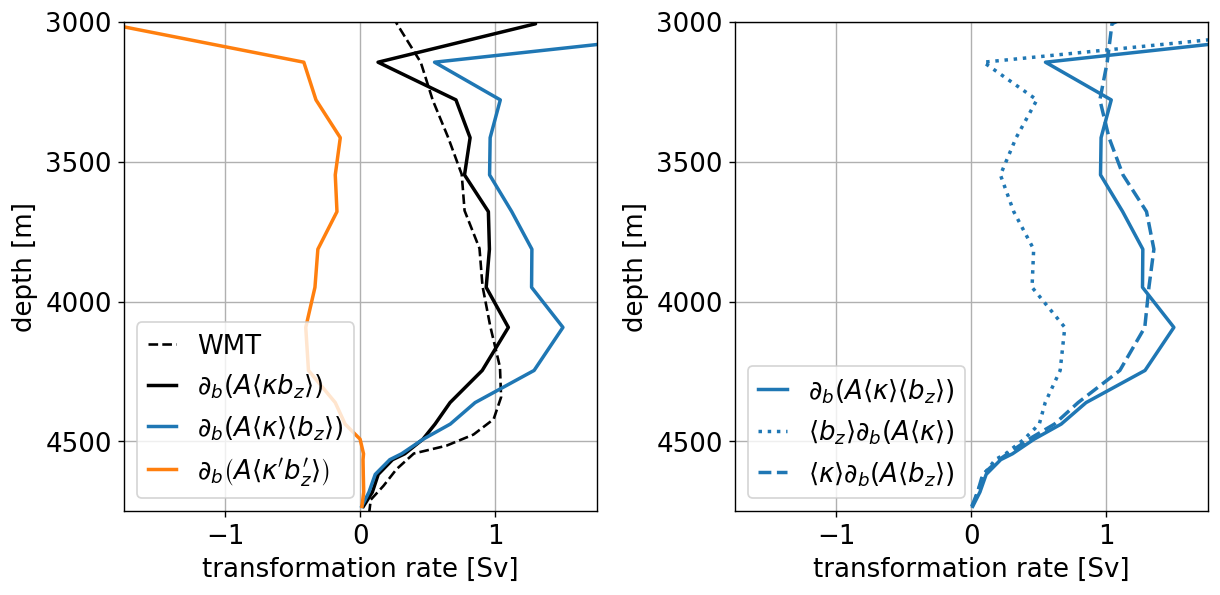 3000
3500
4000
4500
depth [m]
WMT
∂_b(A⟨κb_z⟩)
∂_b(A⟨κ⟩⟨b_z⟩)
∂_b(A⟨κ′b′_z⟩)
−1
0
1
transformation rate [Sv]
3000
3500
4000
4500
depth [m]
∂_b(A⟨κ⟩⟨b_z⟩)
⟨b_z⟩∂_b(A⟨κ⟩)
⟨κ⟩∂_b(A⟨b_z⟩)
−1
0
1
transformation rate [Sv]